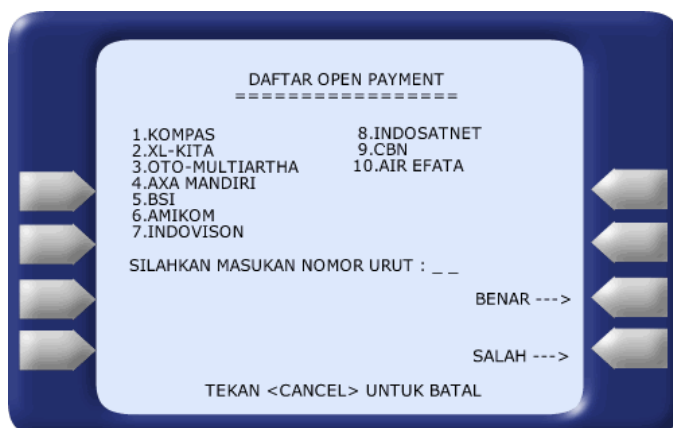 DAFTAR OPEN PAYMENT
=================
1.KOMPAS
2.XL-KITA
3.OTO-MULTIARTHA
4.AXA MANDIRI
5.BSI
6.AMIKOM
7.INDOVISON
8.INDOSATNET
9.CBN
10.AIR EFATA
SILAHKAN MASUKAN NOMOR URUT : _ _
BENAR --->
SALAH --->
TEKAN <CANCEL> UNTUK BATAL